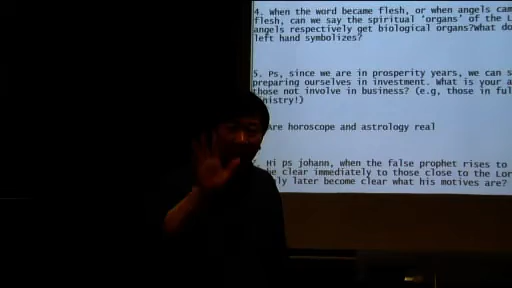 4. When the word became flesh, or when angels cam
flesh, can we say the spiritual 'organs' of the L
angels respectively get biological organs?What do
left hand symbolizes?
5. Ps, since we are in prosperity years, we can s
preparing ourselves in investment. What is your a
those not involve in business? (e.g, those in ful
nistry!)
Are horoscope and astrology real
Hi ps johann, when the false prophet rises to
be clear immediately to those close to the Lor
ly later become clear what his motives are?